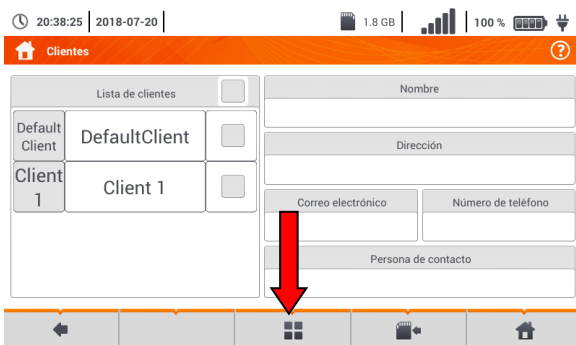 20:38:25 2018-07-20 1.8 GB 100 %
Clientes
Lista de clientes
Default
Client
DefaultClient
Client
1
Client 1
Nombre
Dirección
Correo electrónico
Número de teléfono
Persona de contacto